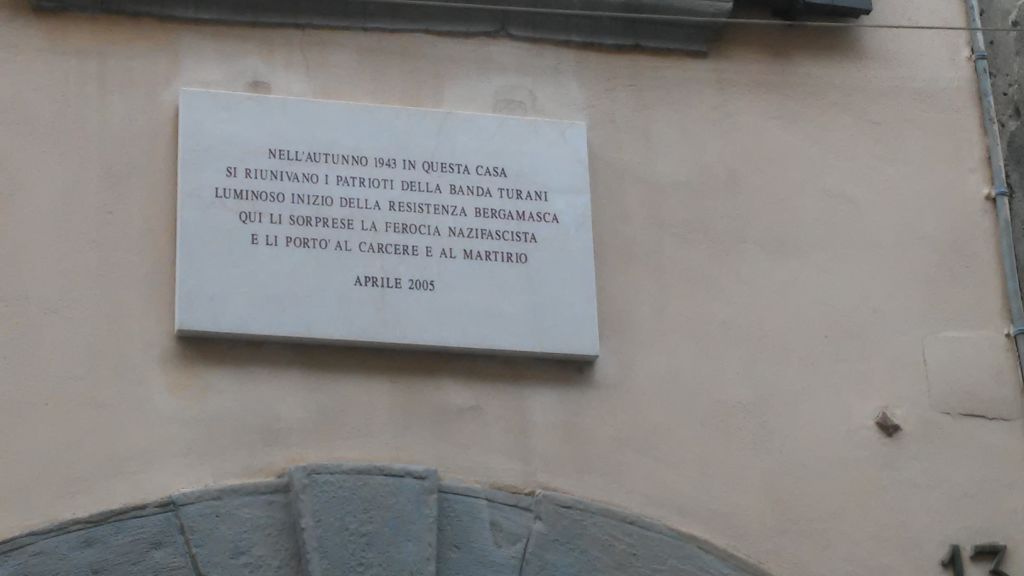 NELL'AUTUNNO 1943 IN QUESTA CASA
SI RIUNIVANO I PATRIOTI DELLA BANDA TURANI
LUMINOSO INIZIO DELLA RESISTENZA BERGAMASCA
QUI LI SORPRESE LA FEROCIA NAZIFASCISTA
E LI PORTO' AL CARCERE E AL MARTIRIO
APRILE 2005
13